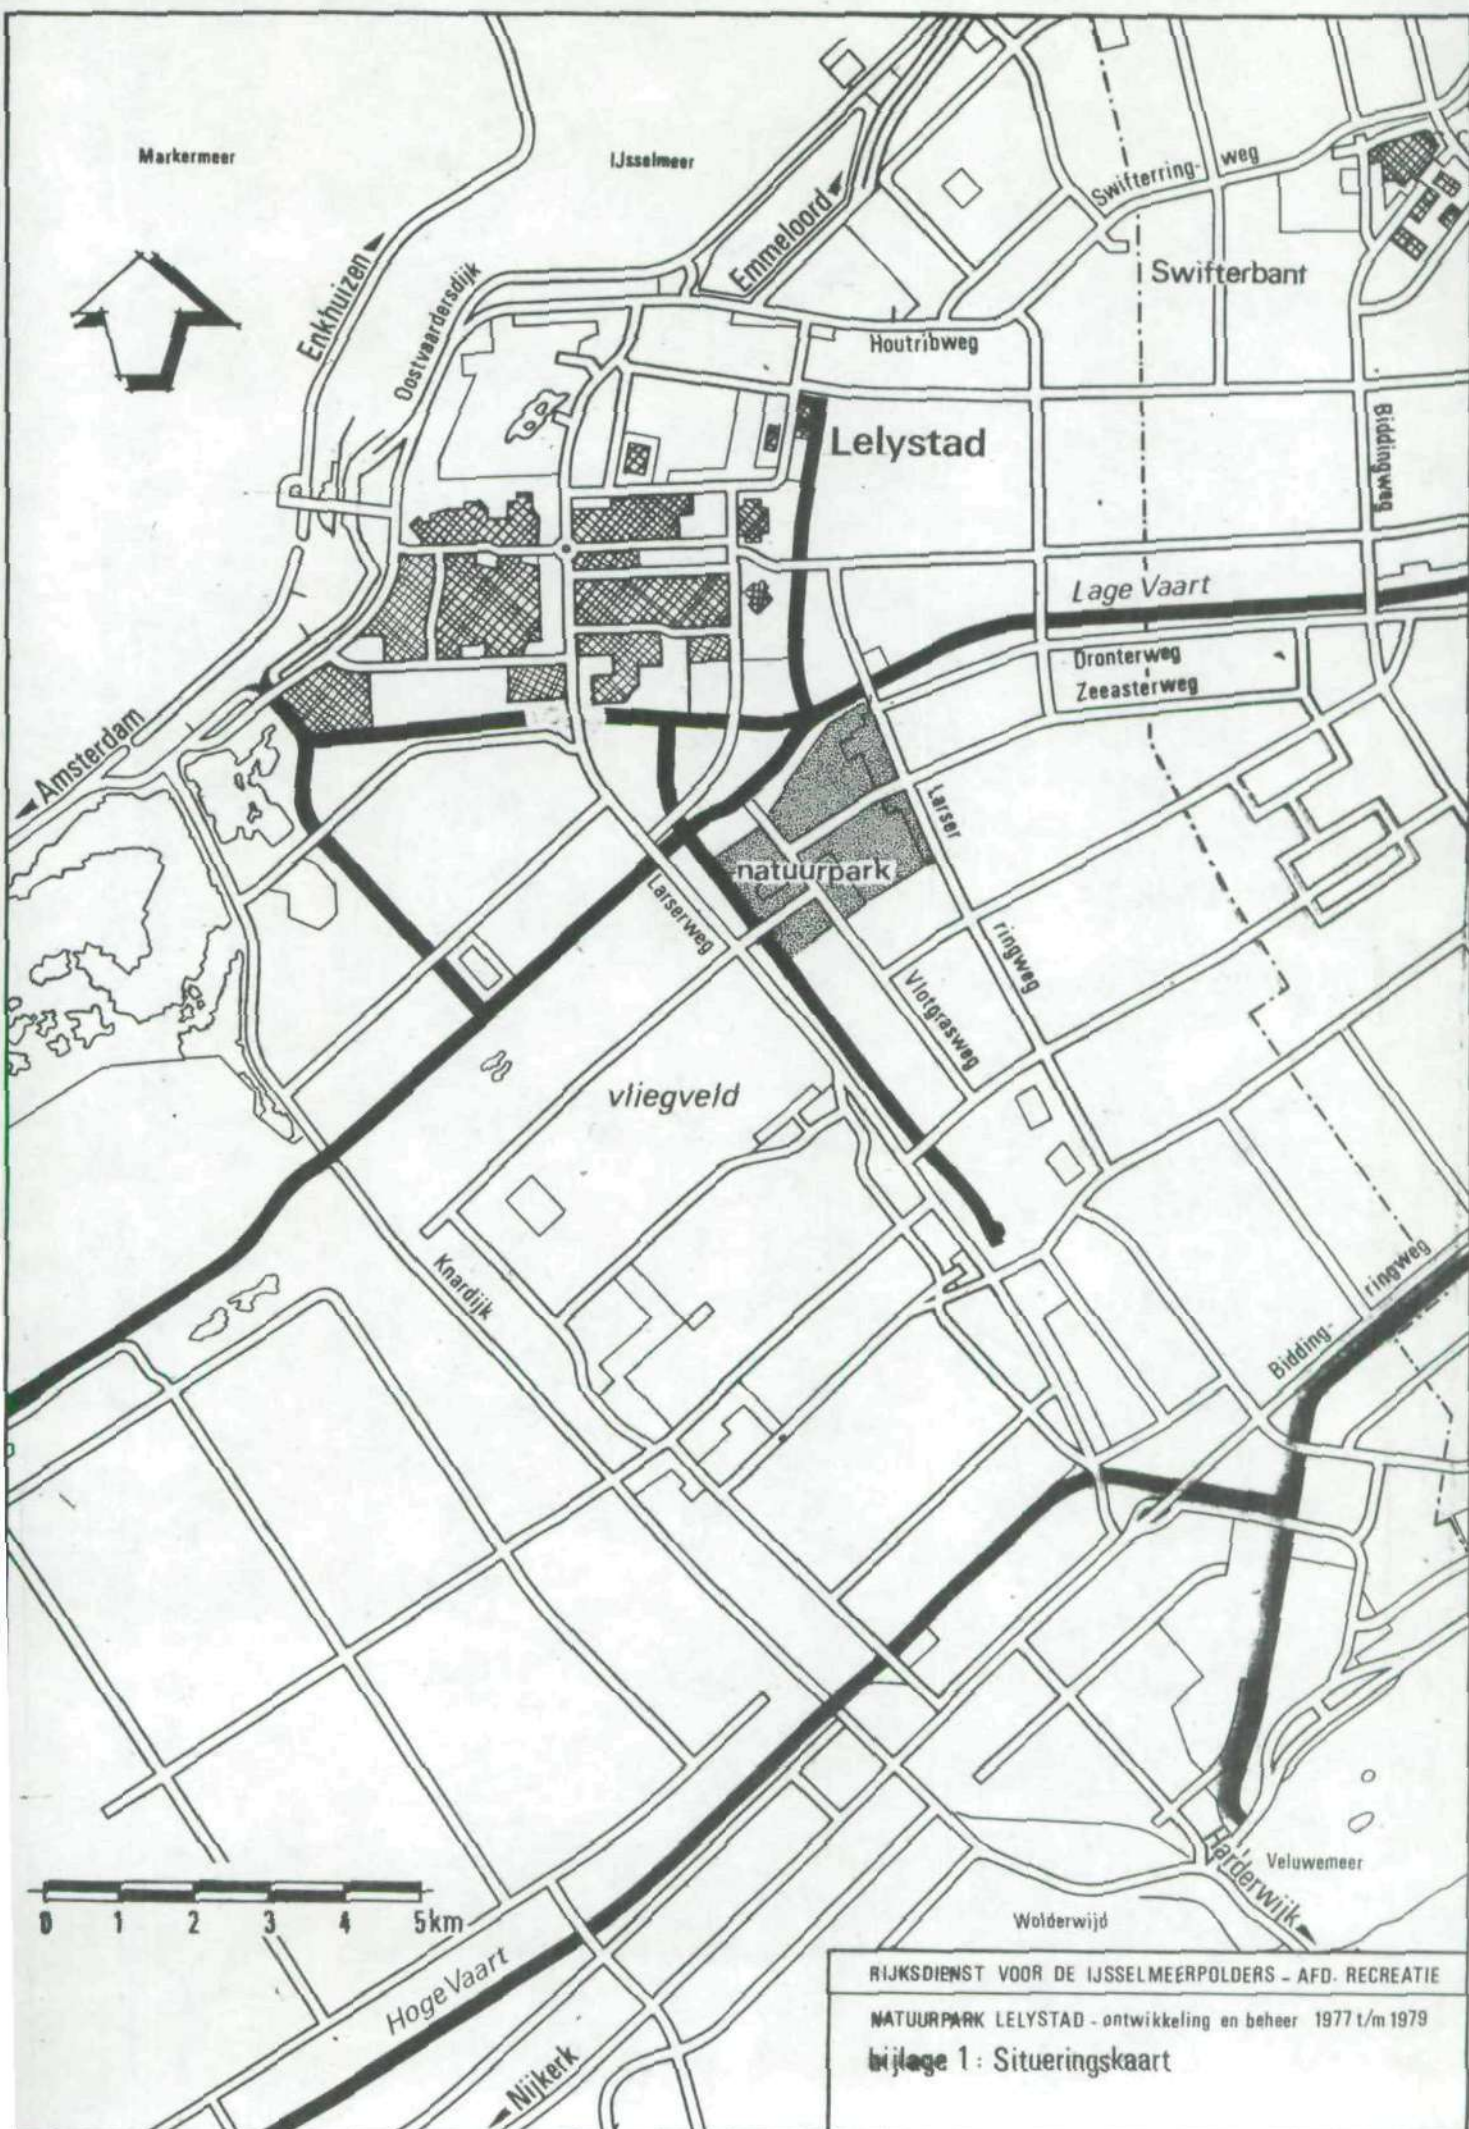 Markermeer
IJsselmeer
Emmeloord
Swifterring-
weg
Swifterbant
Enkhuizen
Oostvaardersdijk
Houtribweg
Lelystad
Biddingweg
Lage Vaart
Dronterweg
Zeeasterweg
Amsterdam
Larser
ringweg
natuurpark
Larserweg
Vlotgrasweg
vliegveld
Knardijk
Bidding-
ringweg
Harderwijk
Veluwemeer
Wolderwijd
0 1 2 3 4 5km
Hoge Vaart
Nijkerk
RIJKSDIENST VOOR DE IJSSELMEERPOLDERS - AFD. RECREATIE
NATUURPARK LELYSTAD - ontwikkeling en beheer 1977 t/m 1979
bijlage 1: Situeringskaart